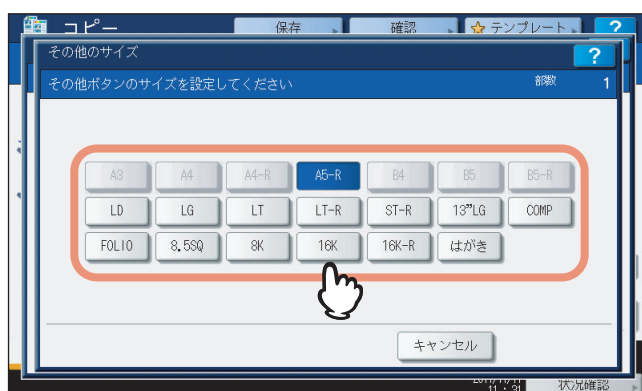 コピー 保存 確認 テンプレート ?
その他のサイズ ?
その他ボタンのサイズを設定してください 部数 1
A3 A4 A4-R A5-R B4 B5 B5-R
LD LG LT LT-R ST-R 13"LG COMP
FOLIO 8.5SQ 8K 16K 16K-R はがき
キャンセル
11:31 状況確認